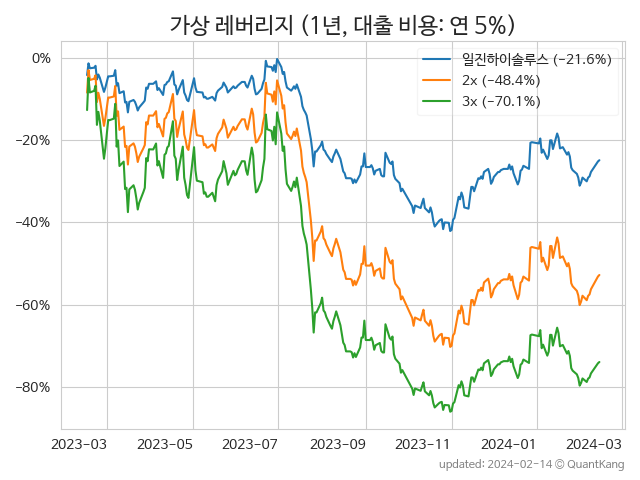 가상 레버리지 (1년, 대출 비용: 연 5%)
일진하이솔루스 (−21.6%)
2x (−48.4%)
3x (−70.1%)
0%
−20%
−40%
−60%
−80%
2023-03 2023-05 2023-07 2023-09 2023-11 2024-01 2024-03
updated: 2024-02-14 © QuantKang